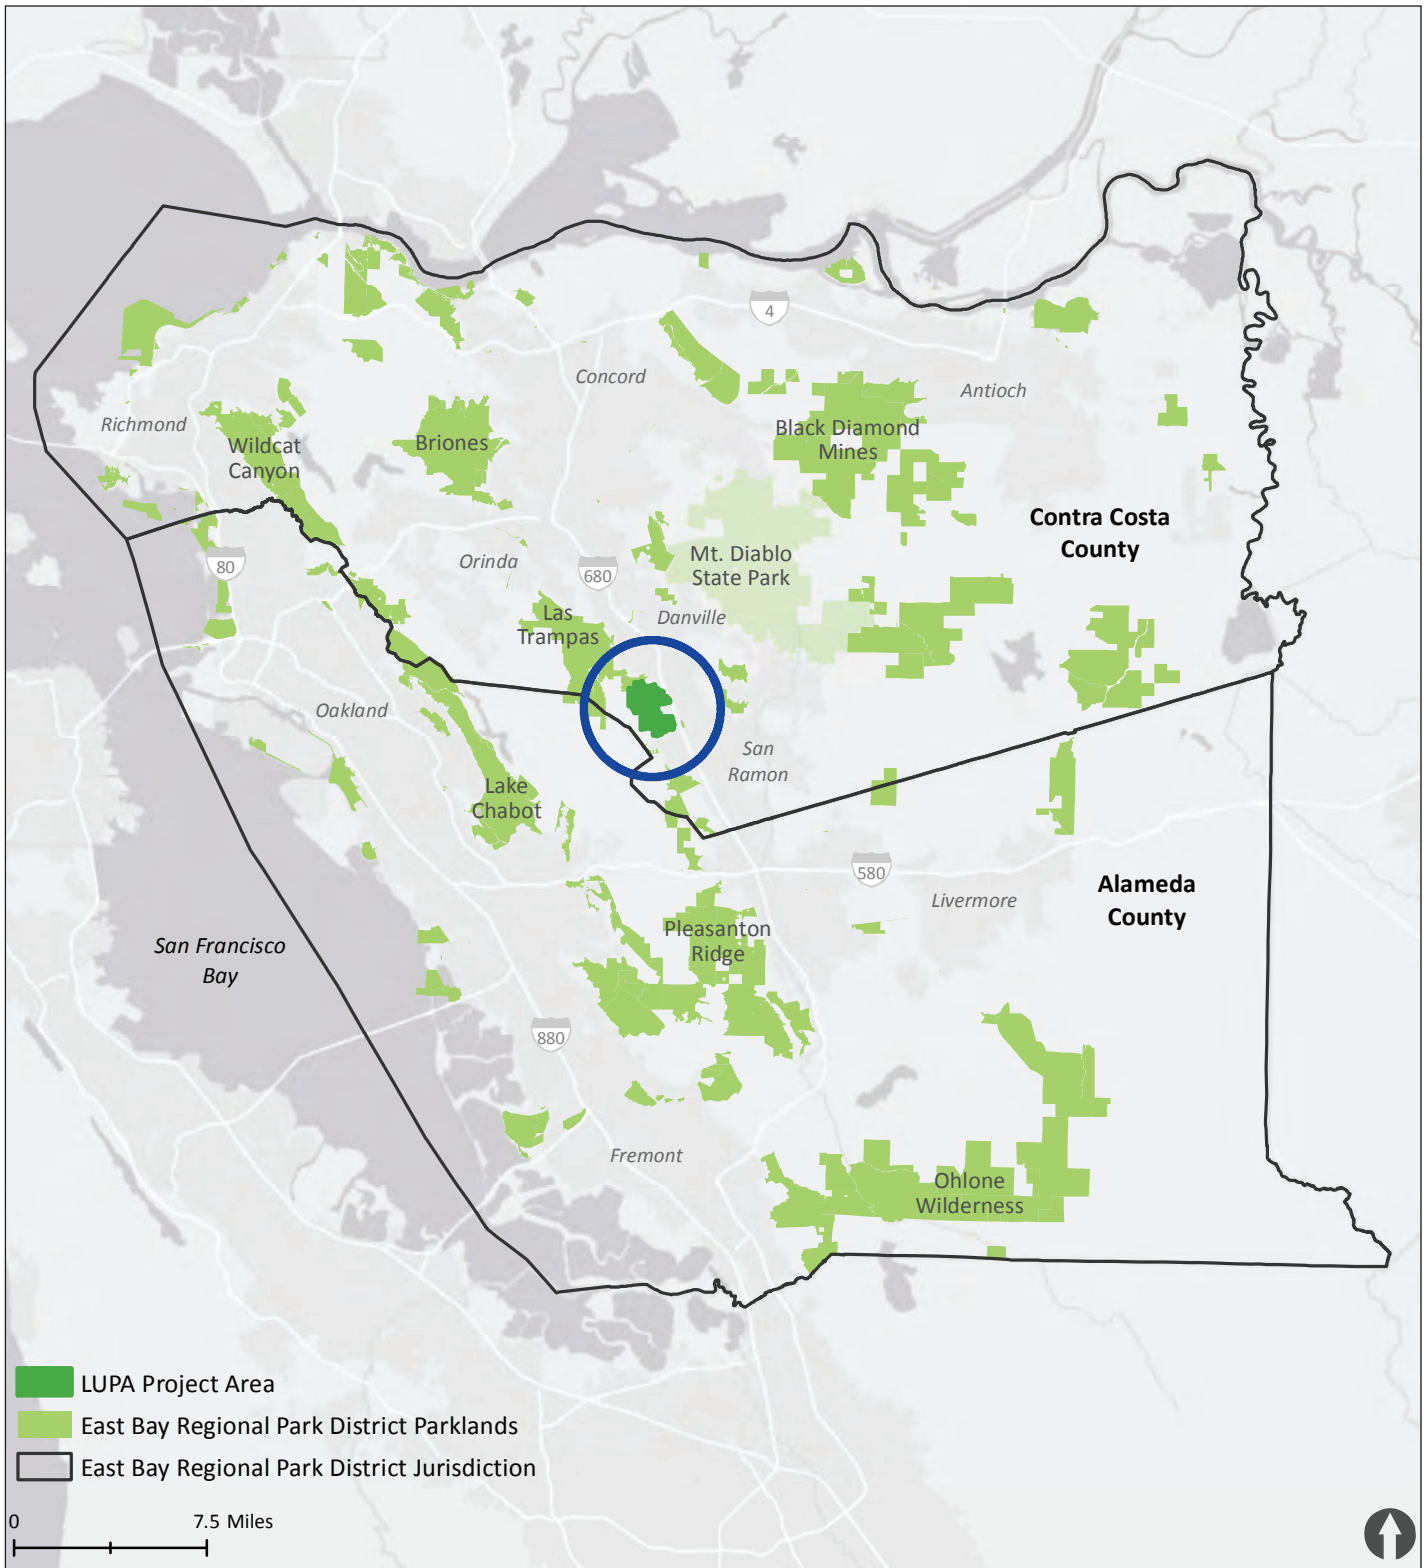 4
Concord
Antioch
Richmond
Wildcat
Canyon
Briones
Black Diamond
Mines
Contra Costa
County
Mt. Diablo
State Park
Orinda
680
80
Las
Trampas
Danville
Oakland
San
Ramon
Lake
Chabot
580
Livermore
Alameda
County
Pleasanton
Ridge
San Francisco
Bay
880
Fremont
Ohlone
Wilderness
LUPA Project Area
East Bay Regional Park District Parklands
East Bay Regional Park District Jurisdiction
0 7.5 Miles